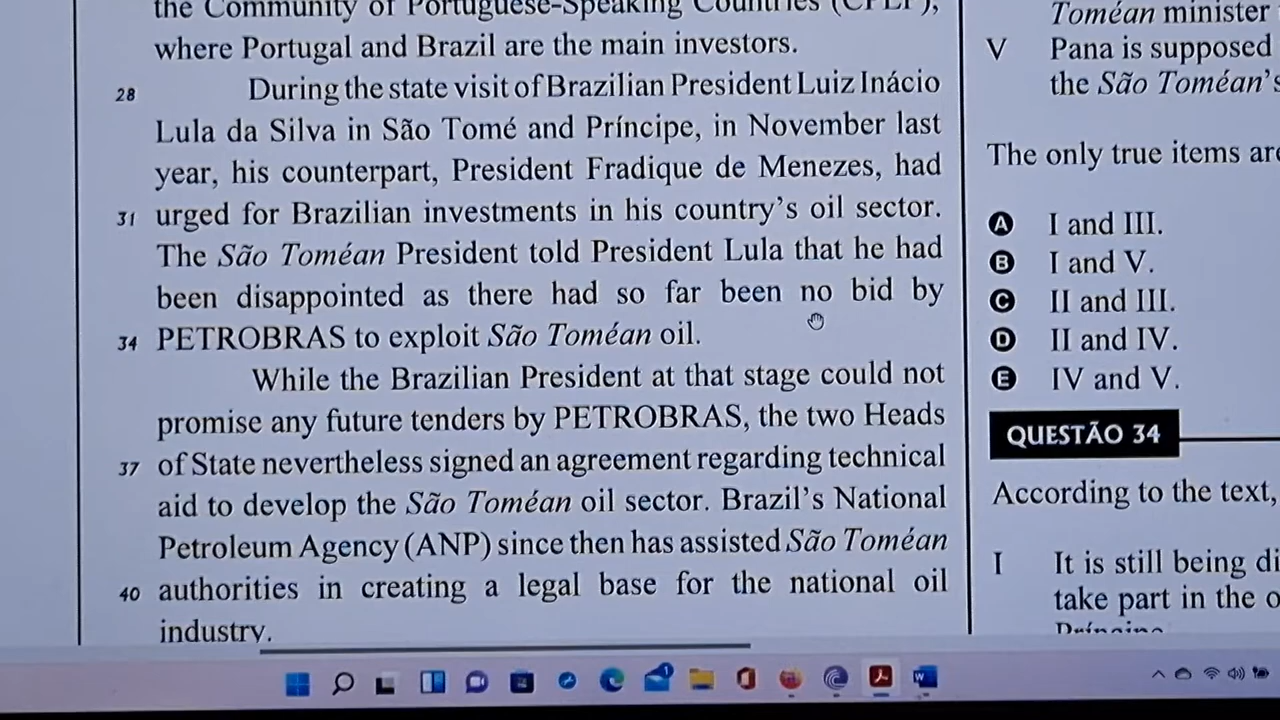 the Community of Portuguese-Speaking Countries (CPLP),
where Portugal and Brazil are the main investors.
28 During the state visit of Brazilian President Luiz Inácio
Lula da Silva in São Tomé and Príncipe, in November last
year, his counterpart, President Fradique de Menezes, had
31 urged for Brazilian investments in his country's oil sector.
The São Toméan President told President Lula that he had
been disappointed as there had so far been no bid by
34 PETROBRAS to exploit São Toméan oil.
While the Brazilian President at that stage could not
promise any future tenders by PETROBRAS, the two Heads
37 of State nevertheless signed an agreement regarding technical
aid to develop the São Toméan oil sector. Brazil's National
Petroleum Agency (ANP) since then has assisted São Toméan
40 authorities in creating a legal base for the national oil
industry.
Toméan minister
V Pana is supposed
the São Toméan's
The only true items are
A I and III.
B I and V.
C II and III.
D II and IV.
E IV and V.
QUESTÃO 34
According to the text,
I It is still being di
take part in the o